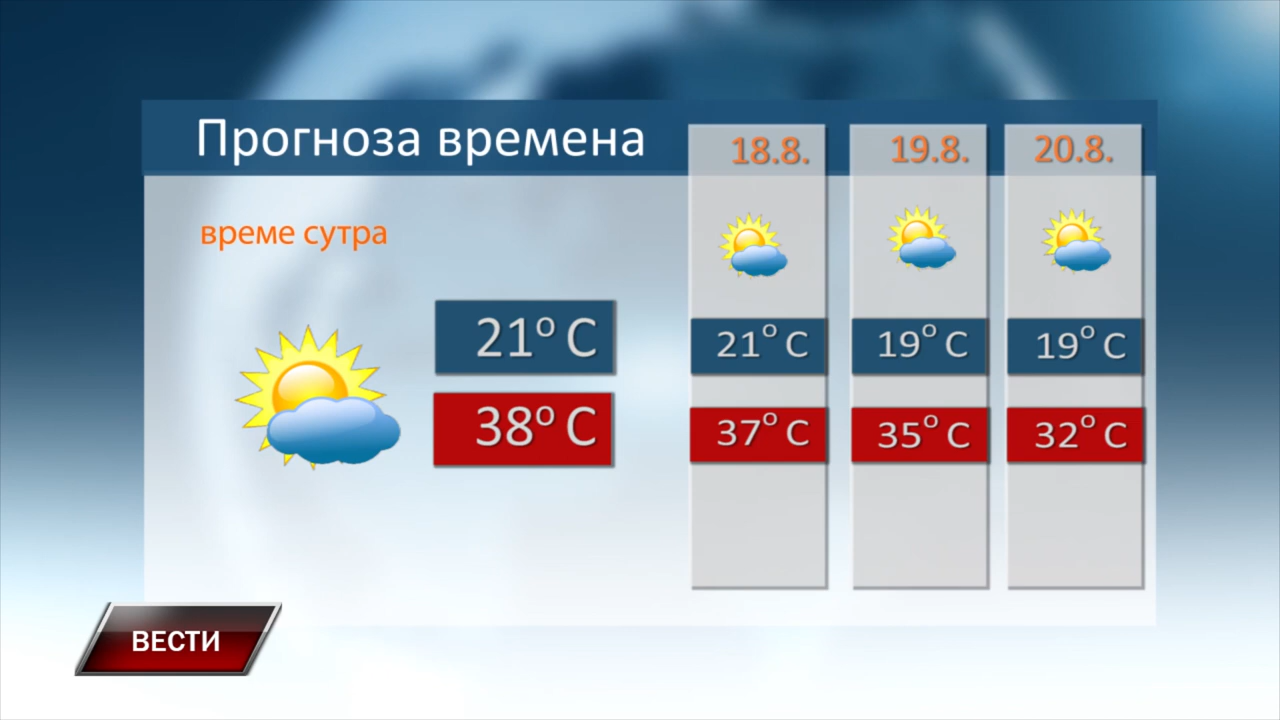 Прогноза времена
време сутра
21° C
38° C
18.8.
21° C
37° C
19.8.
19° C
35° C
20.8.
19° C
32° C
ВЕСТИ